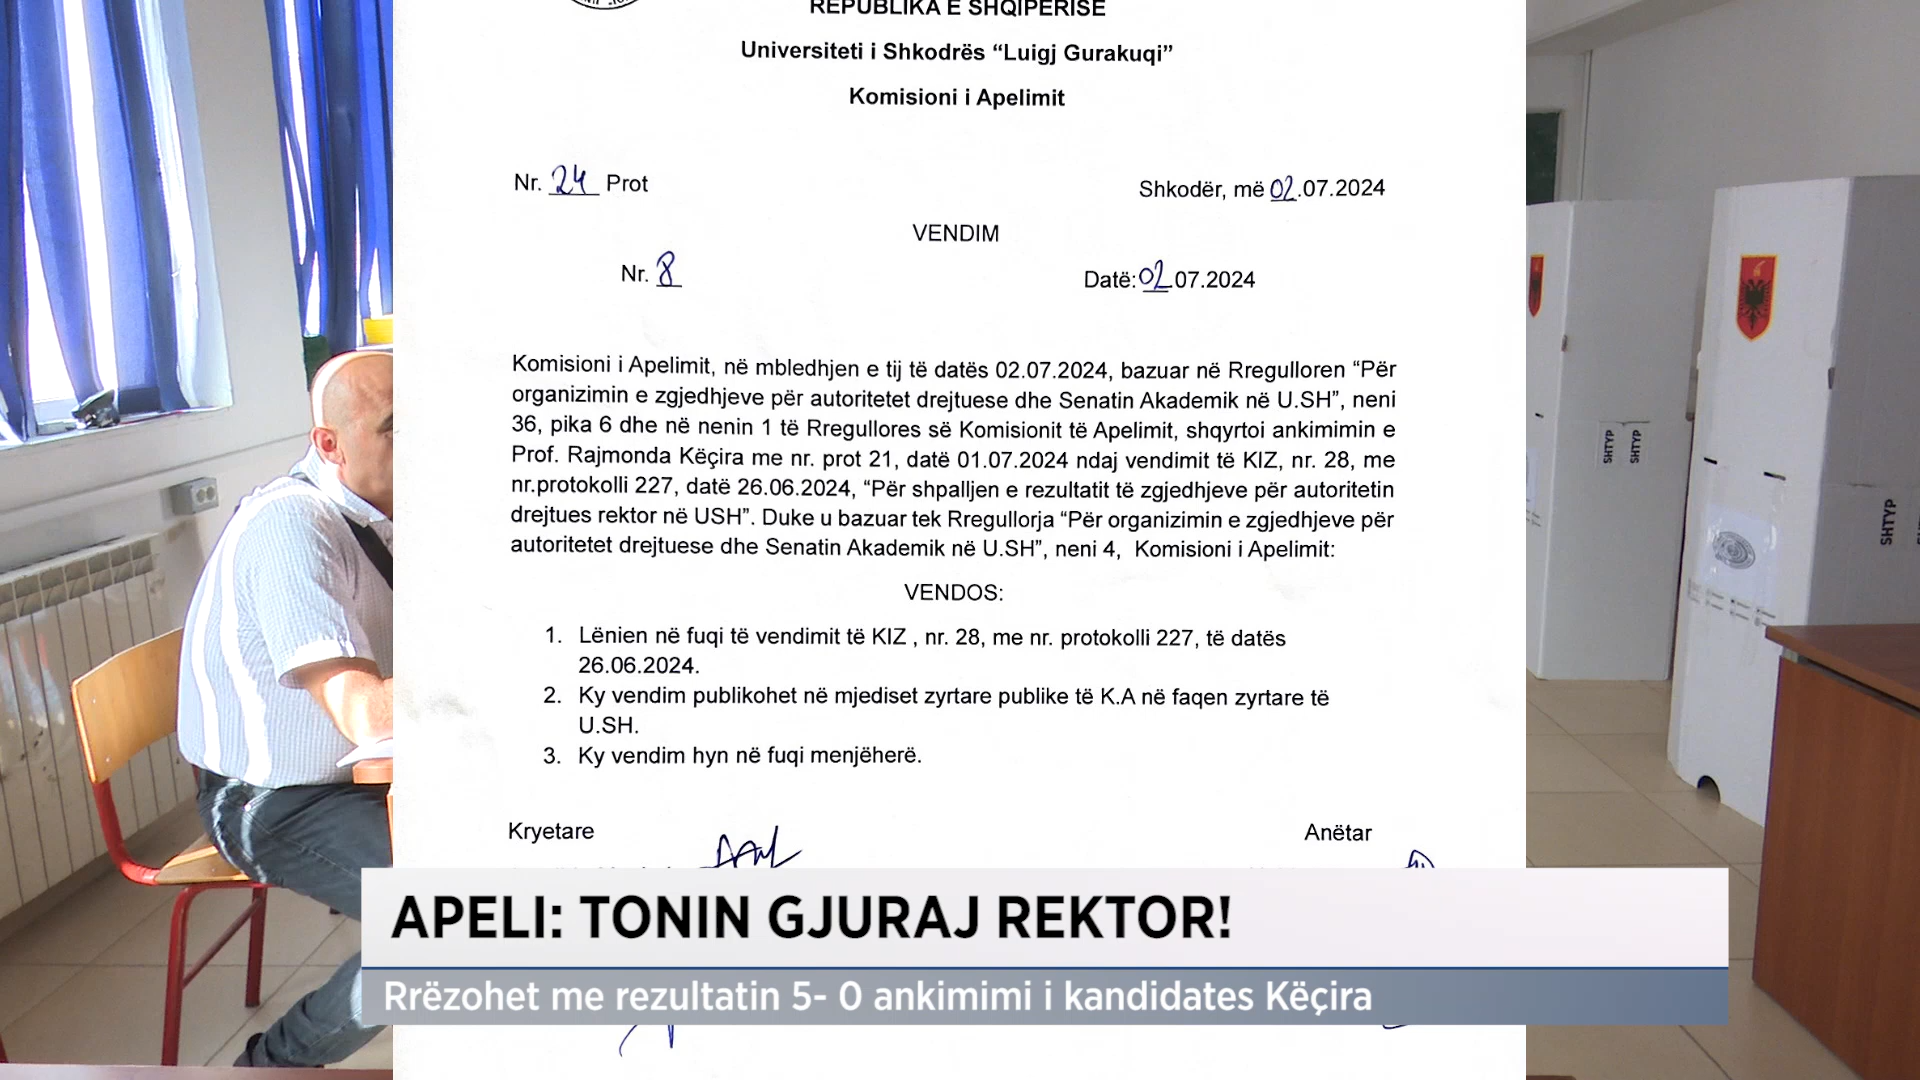 REPUBLIKA E SHQIPËRISË
Universiteti i Shkodrës “Luigj Gurakuqi”
Komisioni i Apelimit
Nr. 24 Prot
Shkodër, më 02.07.2024
VENDIM
Nr. 8
Datë: 02.07.2024
Komisioni i Apelimit, në mbledhjen e tij të datës 02.07.2024, bazuar në Rregulloren “Për
organizimin e zgjedhjeve për autoritetet drejtuese dhe Senatin Akademik në U.SH”, neni
36, pika 6 dhe në nenin 1 të Rregullores së Komisionit të Apelimit, shqyrtoi ankimimin e
Prof. Rajmonda Këçira me nr. prot 21, datë 01.07.2024 ndaj vendimit të KIZ, nr. 28, me
nr.protokolli 227, datë 26.06.2024, “Për shpalljen e rezultatit të zgjedhjeve për autoritetin
drejtues rektor në USH”. Duke u bazuar tek Rregullorja “Për organizimin e zgjedhjeve për
autoritetet drejtuese dhe Senatin Akademik në U.SH”, neni 4, Komisioni i Apelimit:
VENDOS:
1. Lënien në fuqi të vendimit të KIZ , nr. 28, me nr. protokolli 227, të datës
26.06.2024.
2. Ky vendim publikohet në mjediset zyrtare publike të K.A në faqen zyrtare të
U.SH.
3. Ky vendim hyn në fuqi menjëherë.
Kryetare
Anëtar
APELI: TONIN GJURAJ REKTOR!
Rrëzohet me rezultatin 5- 0 ankimimi i kandidates Këçira
SHTYP
SHTYP
SHTYP